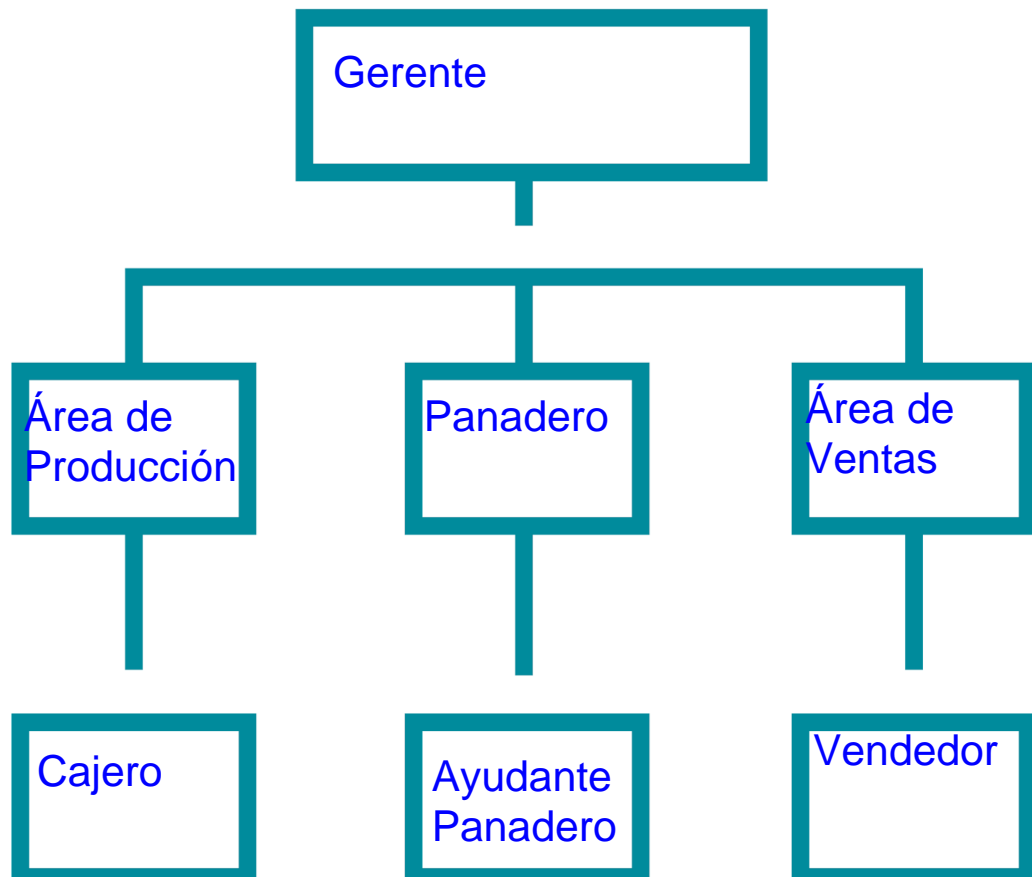 Gerente
Área de
Producción
Panadero
Área de
Ventas
Cajero
Ayudante
Panadero
Vendedor